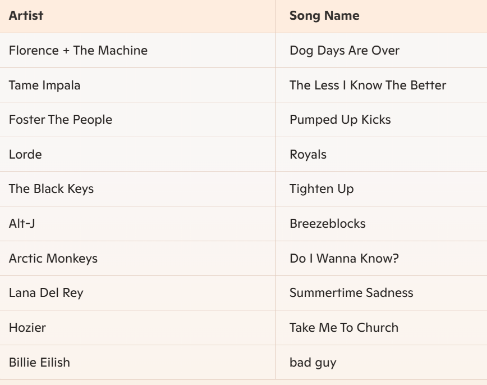 Artist Song Name
Florence + The Machine Dog Days Are Over
Tame Impala The Less I Know The Better
Foster The People Pumped Up Kicks
Lorde Royals
The Black Keys Tighten Up
Alt-J Breezeblocks
Arctic Monkeys Do I Wanna Know?
Lana Del Rey Summertime Sadness
Hozier Take Me To Church
Billie Eilish bad guy